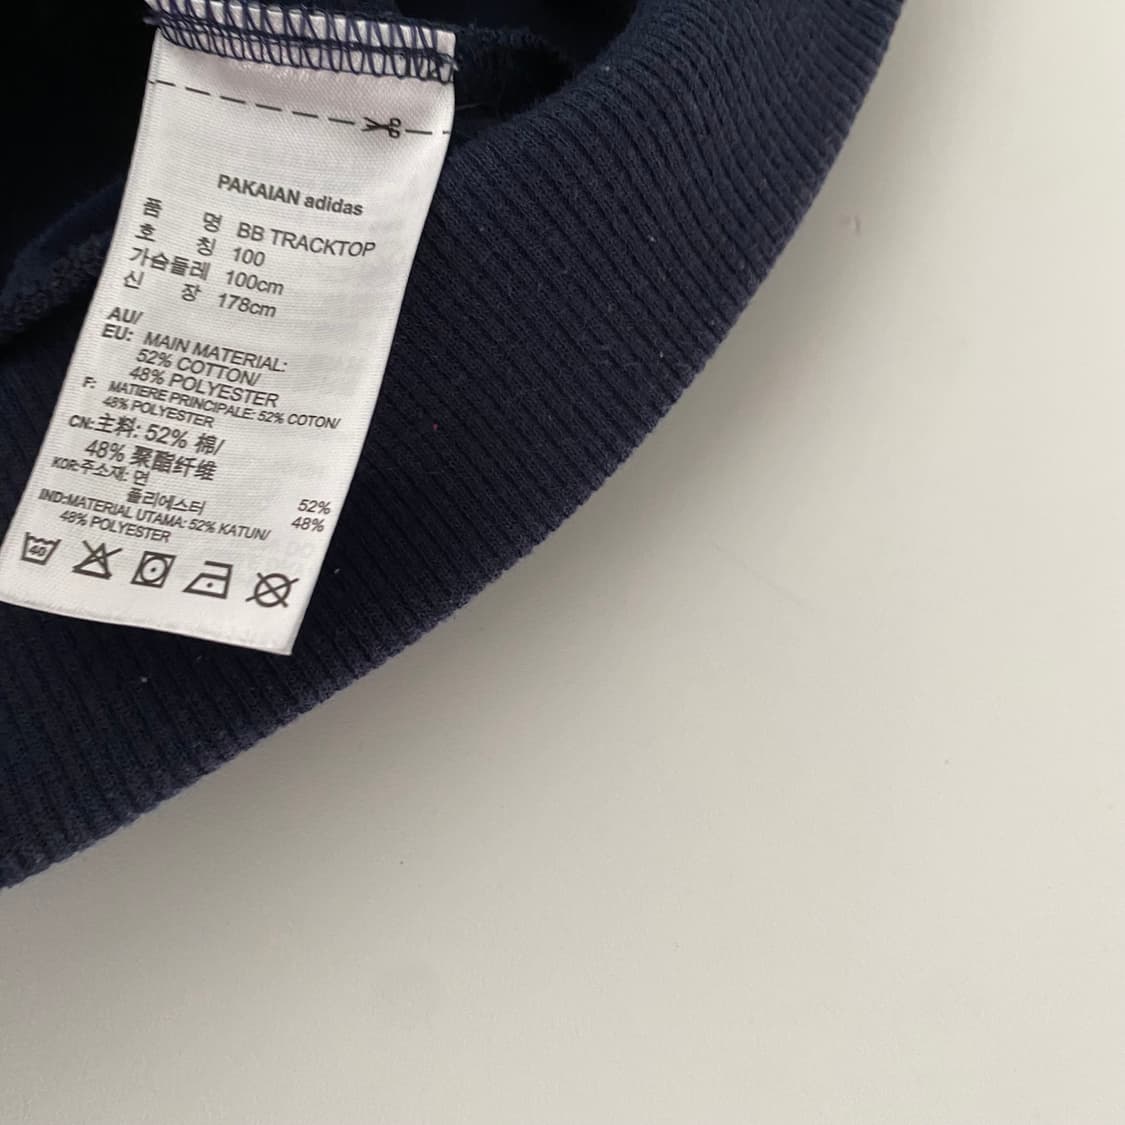 PAKAIAN adidas
품 명 BB TRACKTOP
호 칭 100
가슴둘레 100cm
신 장 178cm
AU/
EU: MAIN MATERIAL:
52% COTTON/
48% POLYESTER
F: MATIERE PRINCIPALE: 52% COTON/
48% POLYESTER
CN:主料: 52% 棉/
48% 聚酯纤维
KOR:주소재: 면 52%
폴리에스터 48%
IND:MATERIAL UTAMA: 52% KATUN/
48% POLYESTER
40